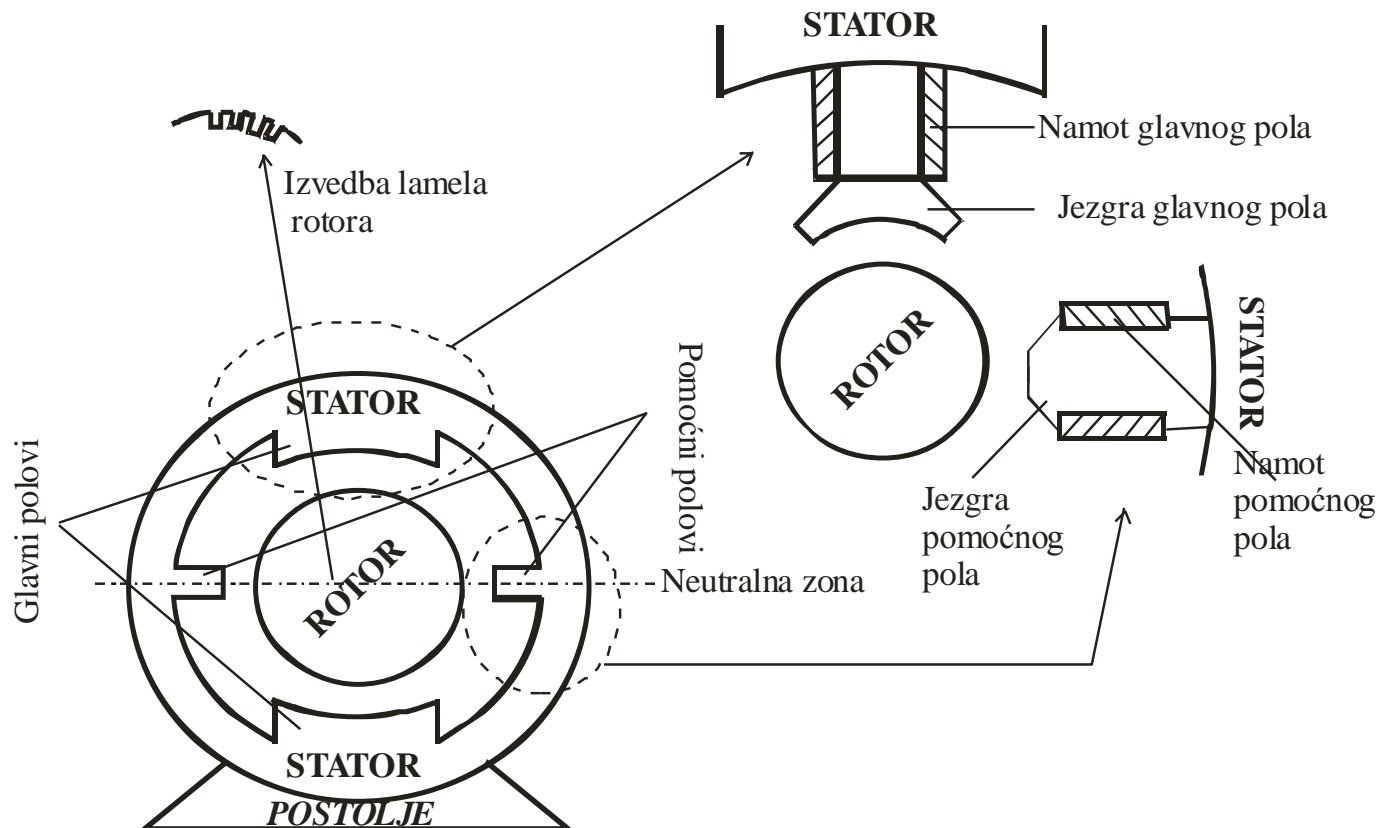 STATOR
Namot glavnog pola
Izvedba lamela
rotora
Jezgra glavnog pola
ROTOR
STATOR
Pomoćni polovi
STATOR
Glavni polovi
Namot
pomoćnog
pola
Jezgra
pomoćnog
pola
ROTOR
Neutralna zona
STATOR
POSTOLJE